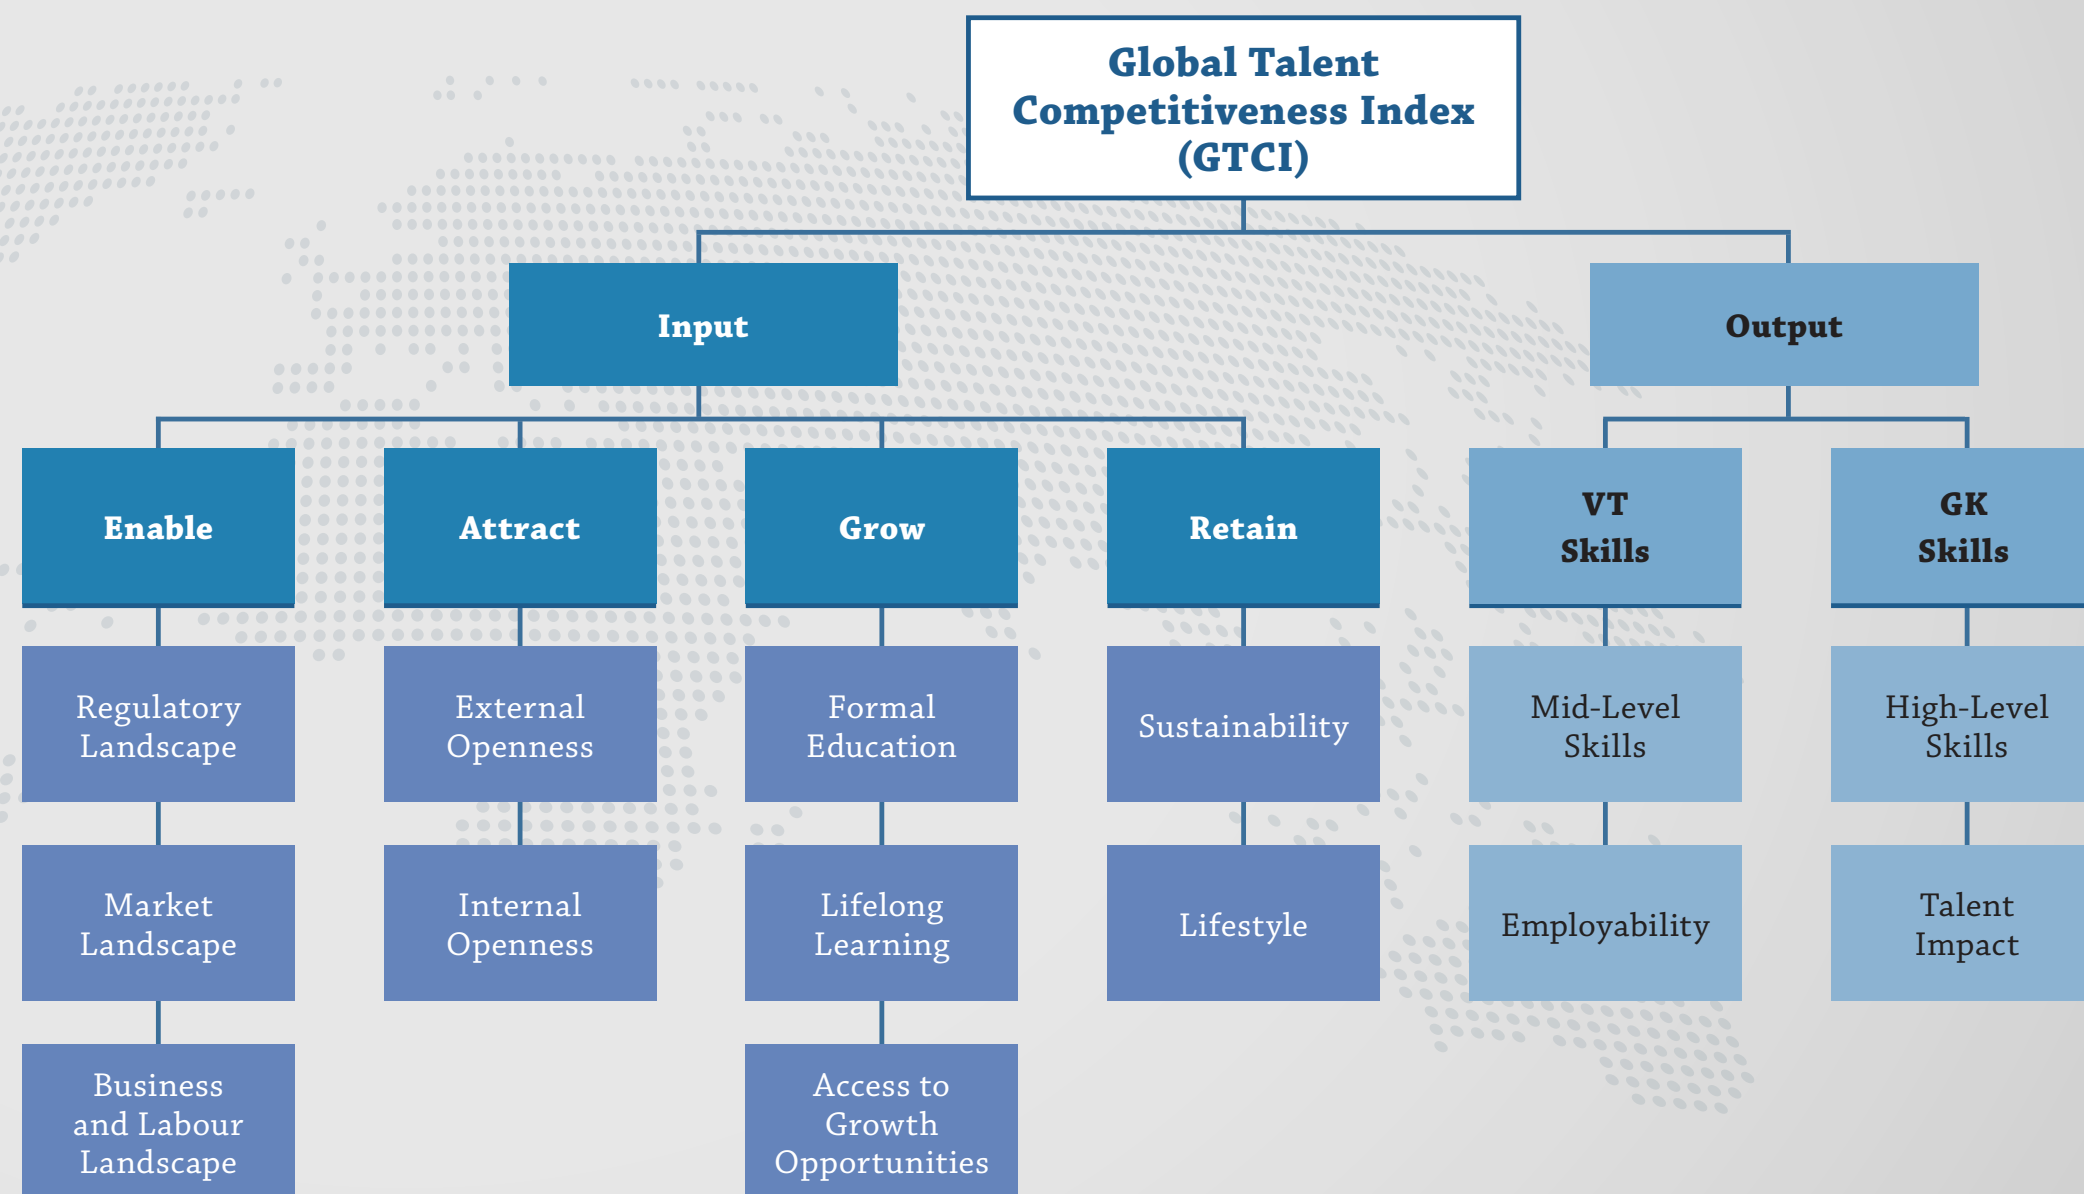 Global Talent
Competitiveness Index
(GTCI)
Input
Output
Enable
Attract
Grow
Retain
VT
Skills
GK
Skills
Regulatory
Landscape
External
Openness
Formal
Education
Sustainability
Mid-Level
Skills
High-Level
Skills
Market
Landscape
Internal
Openness
Lifelong
Learning
Lifestyle
Employability
Talent
Impact
Business
and Labour
Landscape
Access to
Growth
Opportunities